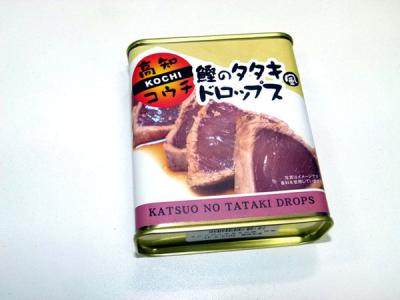 高知
KOCHI
コウチ
鰹のタタキ風
ドロップス
KATSUO NO TATAKI DROPS